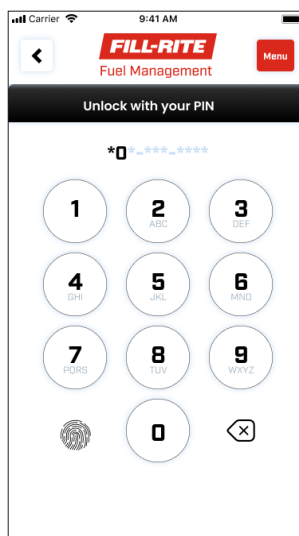 Carrier 9:41 AM
FILL-RITE
Fuel Management
Menu
Unlock with your PIN
*0*-***-****
1 2 3
ABC DEF
4 5 6
GHI JKL MNO
7 8 9
PQRS TUV WXYZ
0